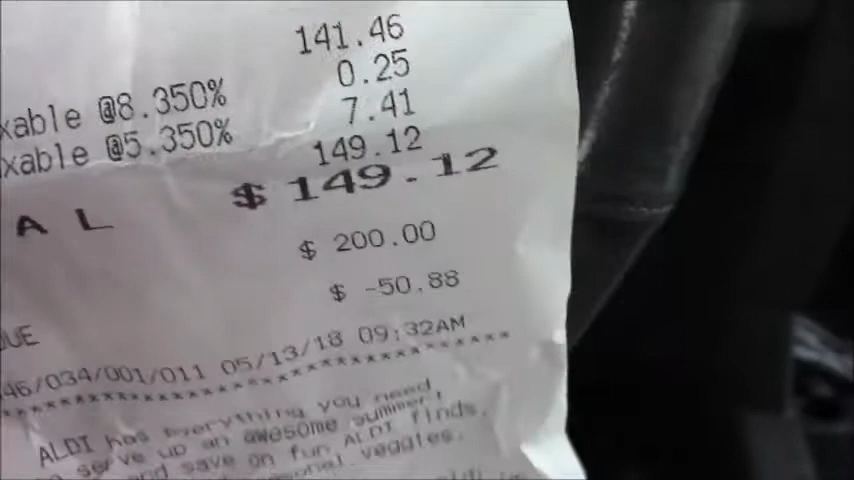 141.46
xable @8.350% 0.25
xable @5.350% 7.41
149.12
A L $ 149.12
$ 200.00
UE $ -50.88
46/034/001/011 05/13/18 09:32AM
ALDI has everything you need
serve up an awesome summer,
and save on fun ALDI finds,
veggies.